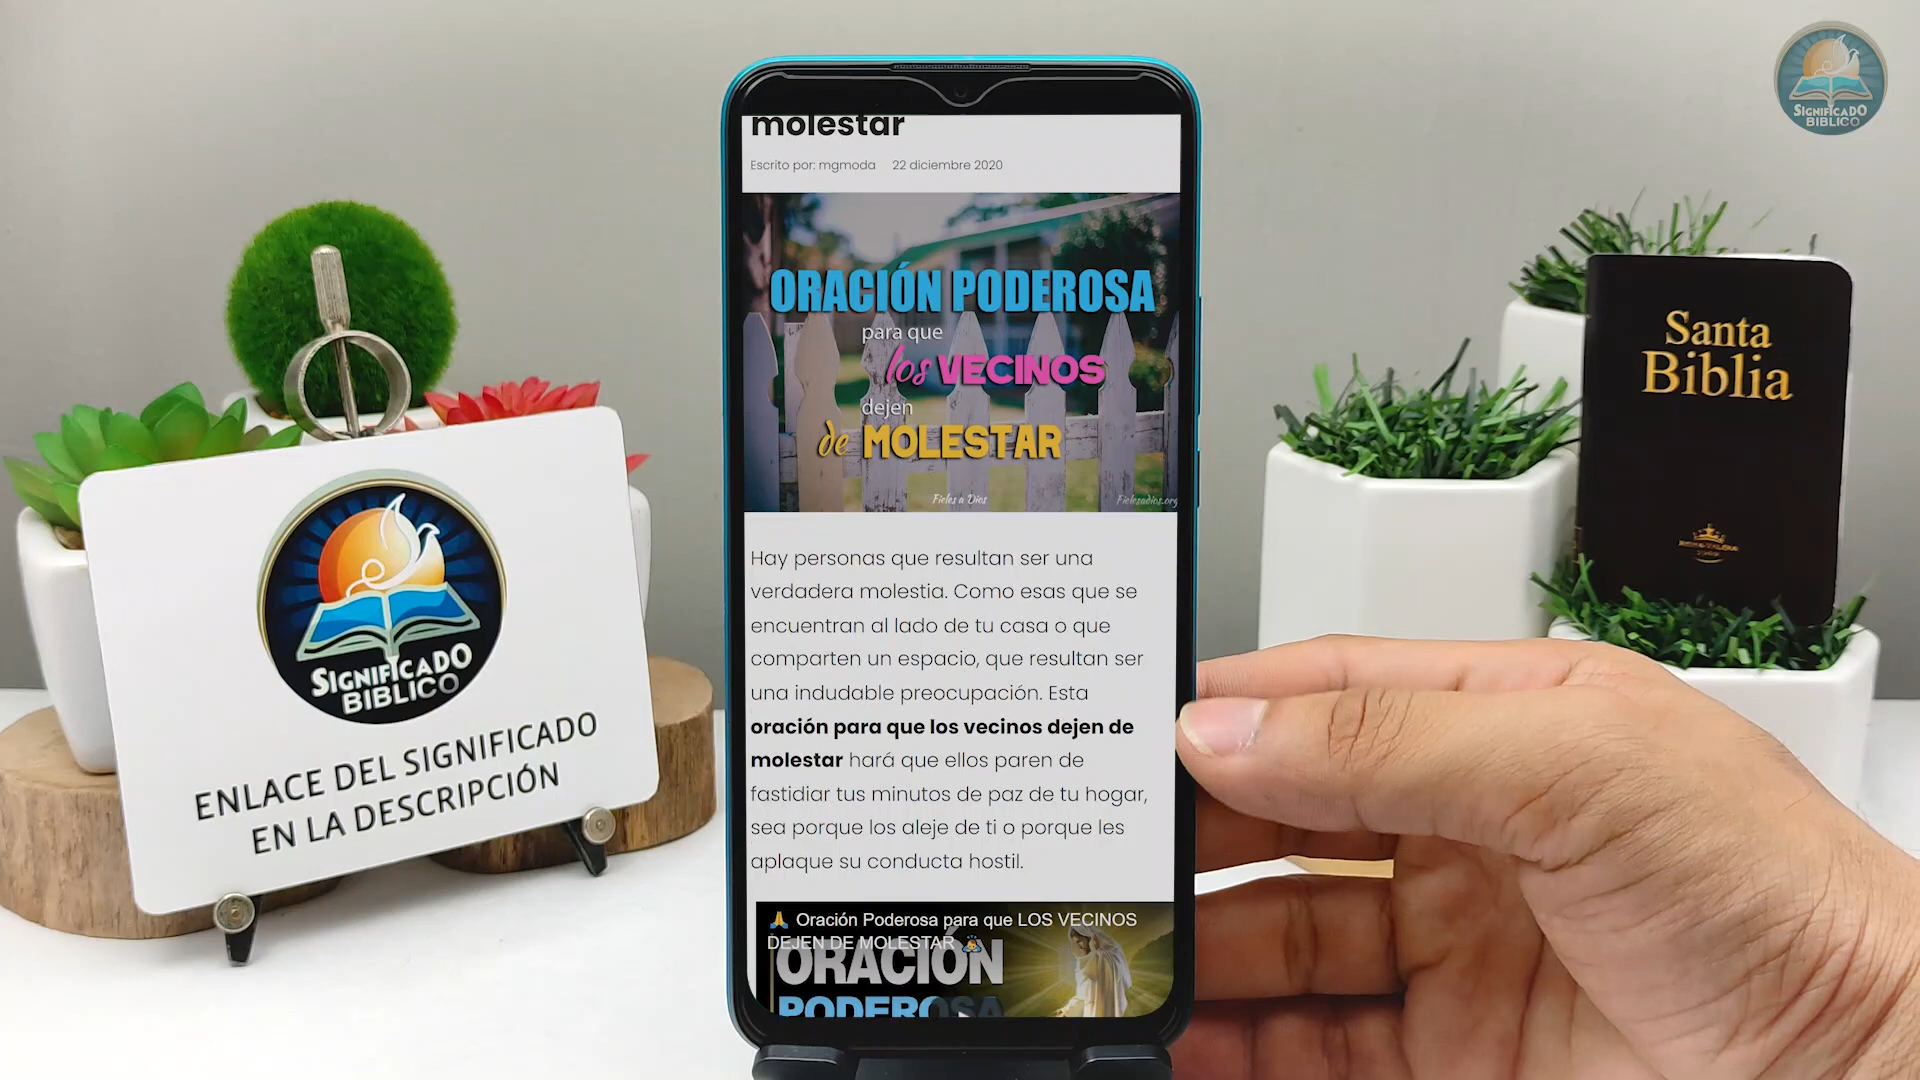 SIGNIFICADO
BIBLICO
molestar
Escrito por: mgmoda 22 diciembre 2020
ORACIÓN PODEROSA
para que
los VECINOS
dejen
de MOLESTAR
Fieles a Dios
Fielesadios.org
Hay personas que resultan ser una
verdadera molestia. Como esas que se
encuentran al lado de tu casa o que
comparten un espacio, que resultan ser
una indudable preocupación. Esta
oración para que los vecinos dejen de
molestar hará que ellos paren de
fastidiar tus minutos de paz de tu hogar,
sea porque los aleje de ti o porque les
aplaque su conducta hostil.
🙏 Oración Poderosa para que LOS VECINOS
DEJEN DE MOLESTAR 🙇
ORACIÓN
PODEROSA
SIGNIFICADO
BIBLICO
ENLACE DEL SIGNIFICADO
EN LA DESCRIPCIÓN
Santa
Biblia